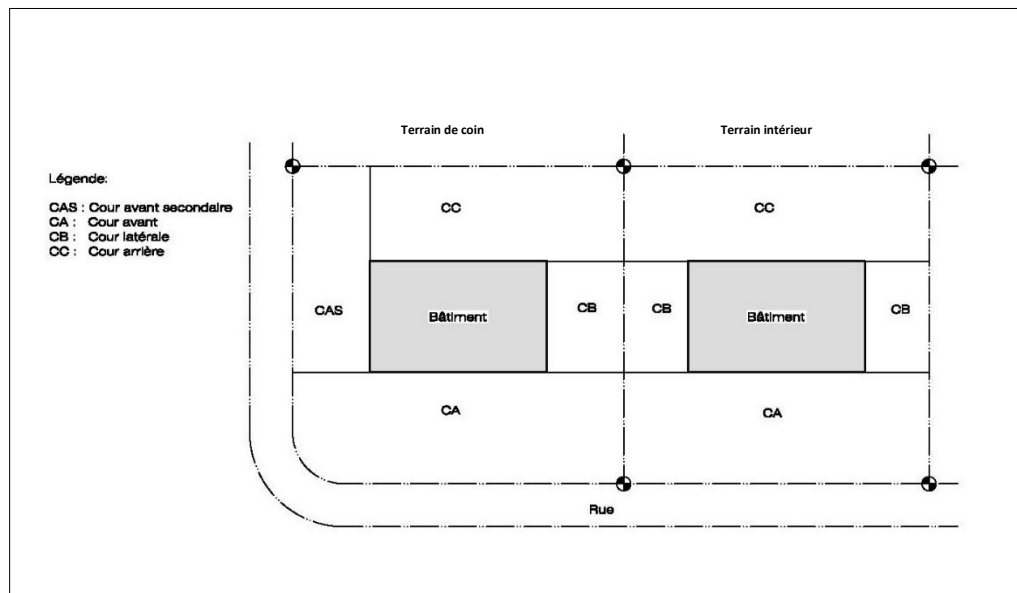 Terrain de coin
Terrain intérieur
Légende:
CAS : Cour avant secondaire
CA : Cour avant
CB : Cour latérale
CC : Cour arrière
CC
CC
CAS
Bâtiment
CB
CB
Bâtiment
CB
CA
CA
Rue